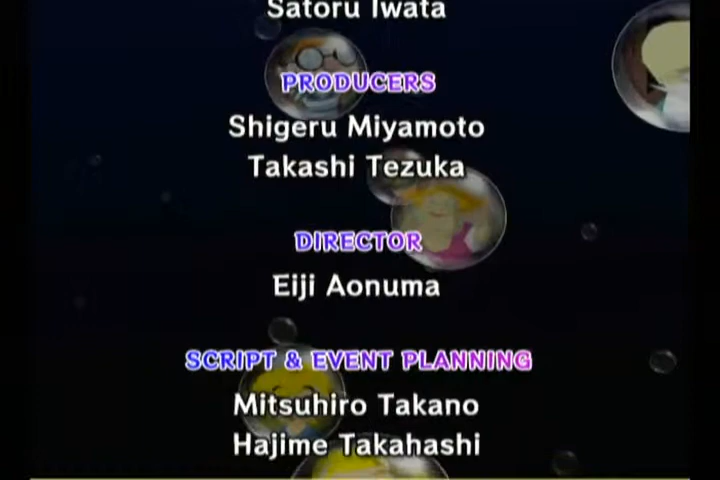 Satoru Iwata
PRODUCERS
Shigeru Miyamoto
Takashi Tezuka
DIRECTOR
Eiji Aonuma
SCRIPT & EVENT PLANNING
Mitsuhiro Takano
Hajime Takahashi